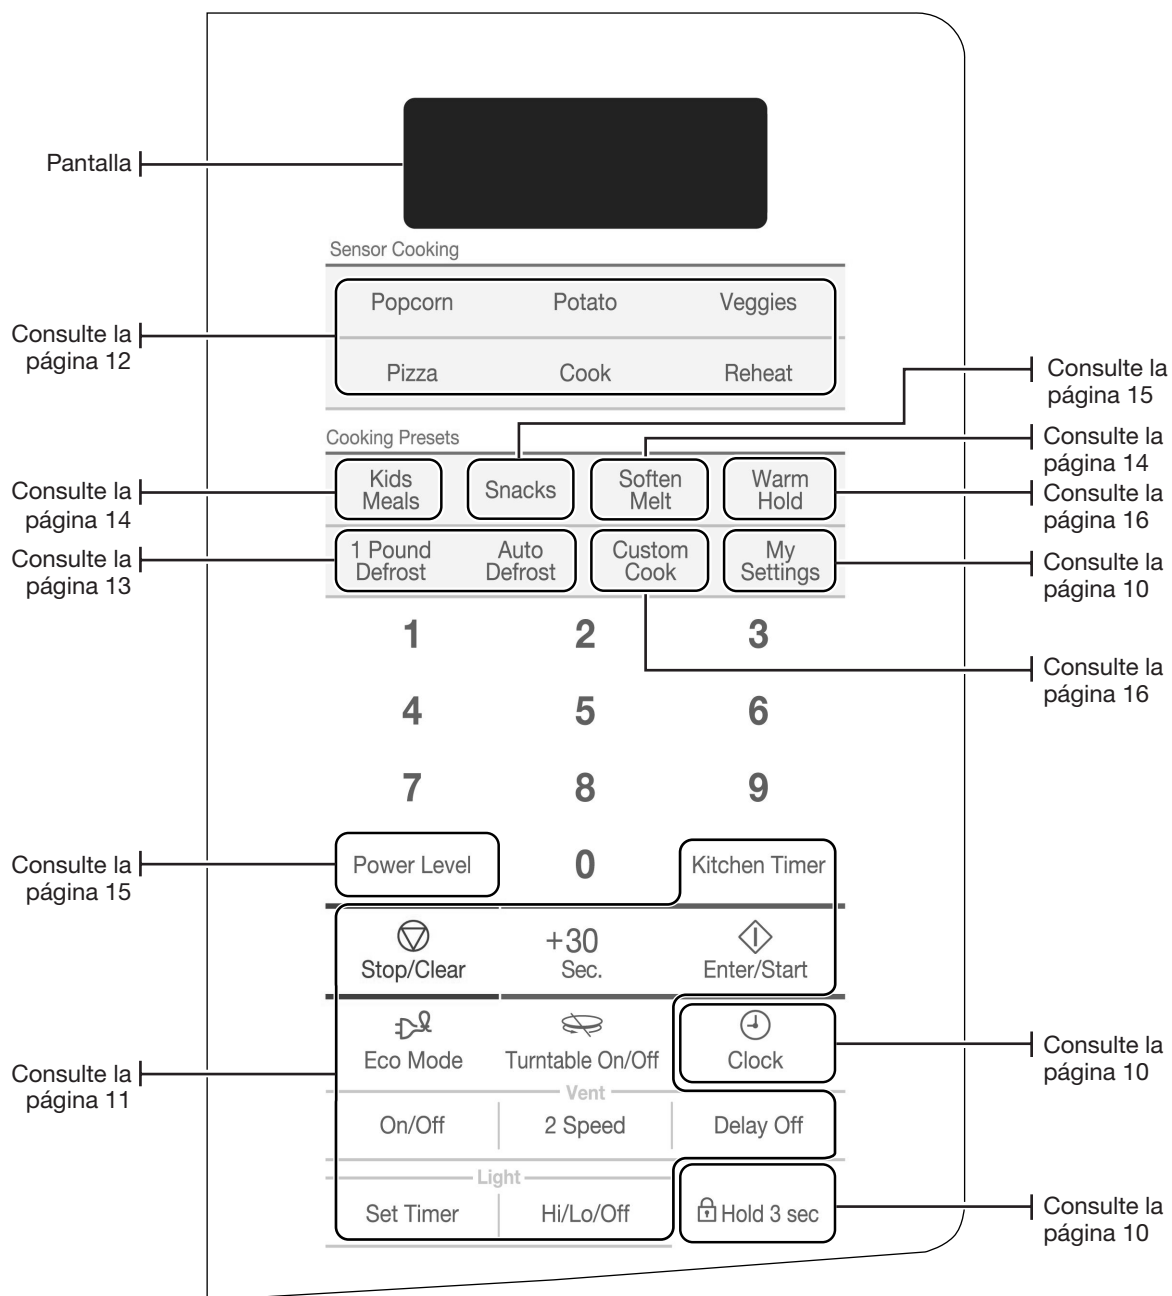 Pantalla
Sensor Cooking
Popcorn Potato Veggies
Consulte la
página 12
Pizza Cook Reheat
Consulte la
página 15
Cooking Presets
Consulte la
página 14
Kids
Meals
Snacks
Soften
Melt
Warm
Hold
Consulte la
página 14
Consulte la
página 16
1 Pound
Defrost
Auto
Defrost
Custom
Cook
My
Settings
Consulte la
página 13
Consulte la
página 10
1 2 3
Consulte la
página 16
4 5 6
7 8 9
Consulte la
página 15
Power Level 0 Kitchen Timer
Stop/Clear
+30
Sec.
Enter/Start
Eco Mode Turntable On/Off Clock
Consulte la
página 10
Consulte la
página 11
Vent
On/Off 2 Speed Delay Off
Light
Set Timer Hi/Lo/Off Hold 3 sec
Consulte la
página 10